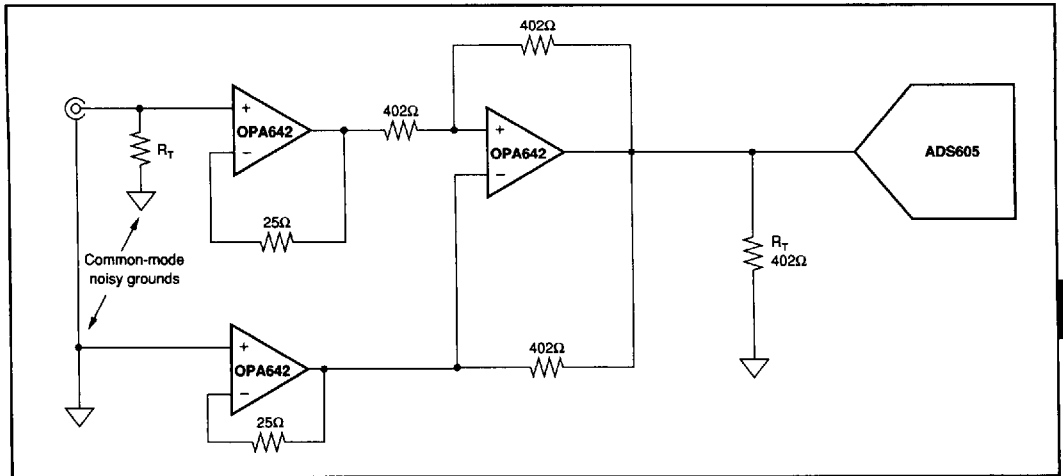 402Ω
402Ω
+
OPA642
−
+
OPA642
−
ADS605
R_T
25Ω
R_T
402Ω
Common-mode
noisy grounds
402Ω
+
OPA642
−
25Ω